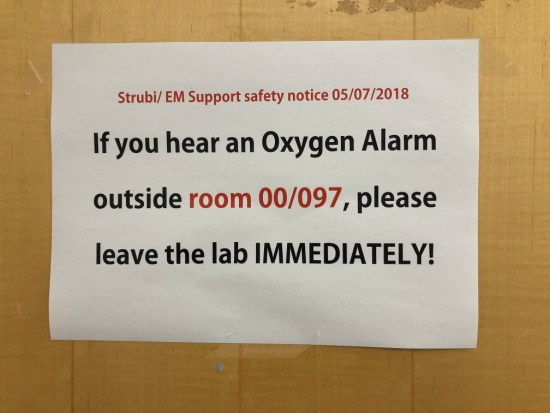 Strubi/ EM Support safety notice 05/07/2018
If you hear an Oxygen Alarm
outside room 00/097, please
leave the lab IMMEDIATELY!